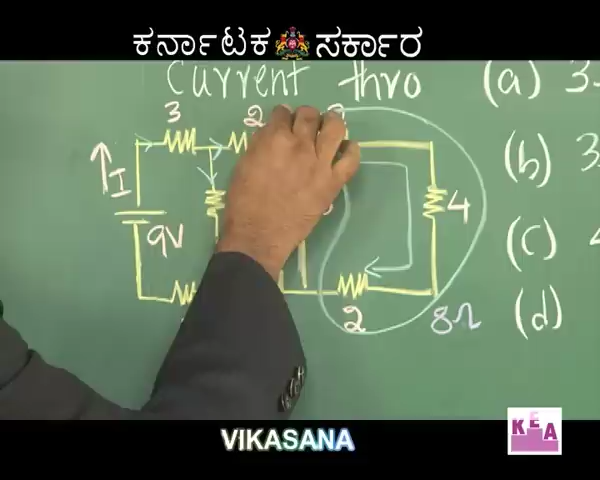 ಕರ್ನಾಟಕ ಸರ್ಕಾರ
Current thro (a) 3
3 2
I
9V
4
(b) 3
(c) 4
2 8Ω (d)
VIKASANA
KEA